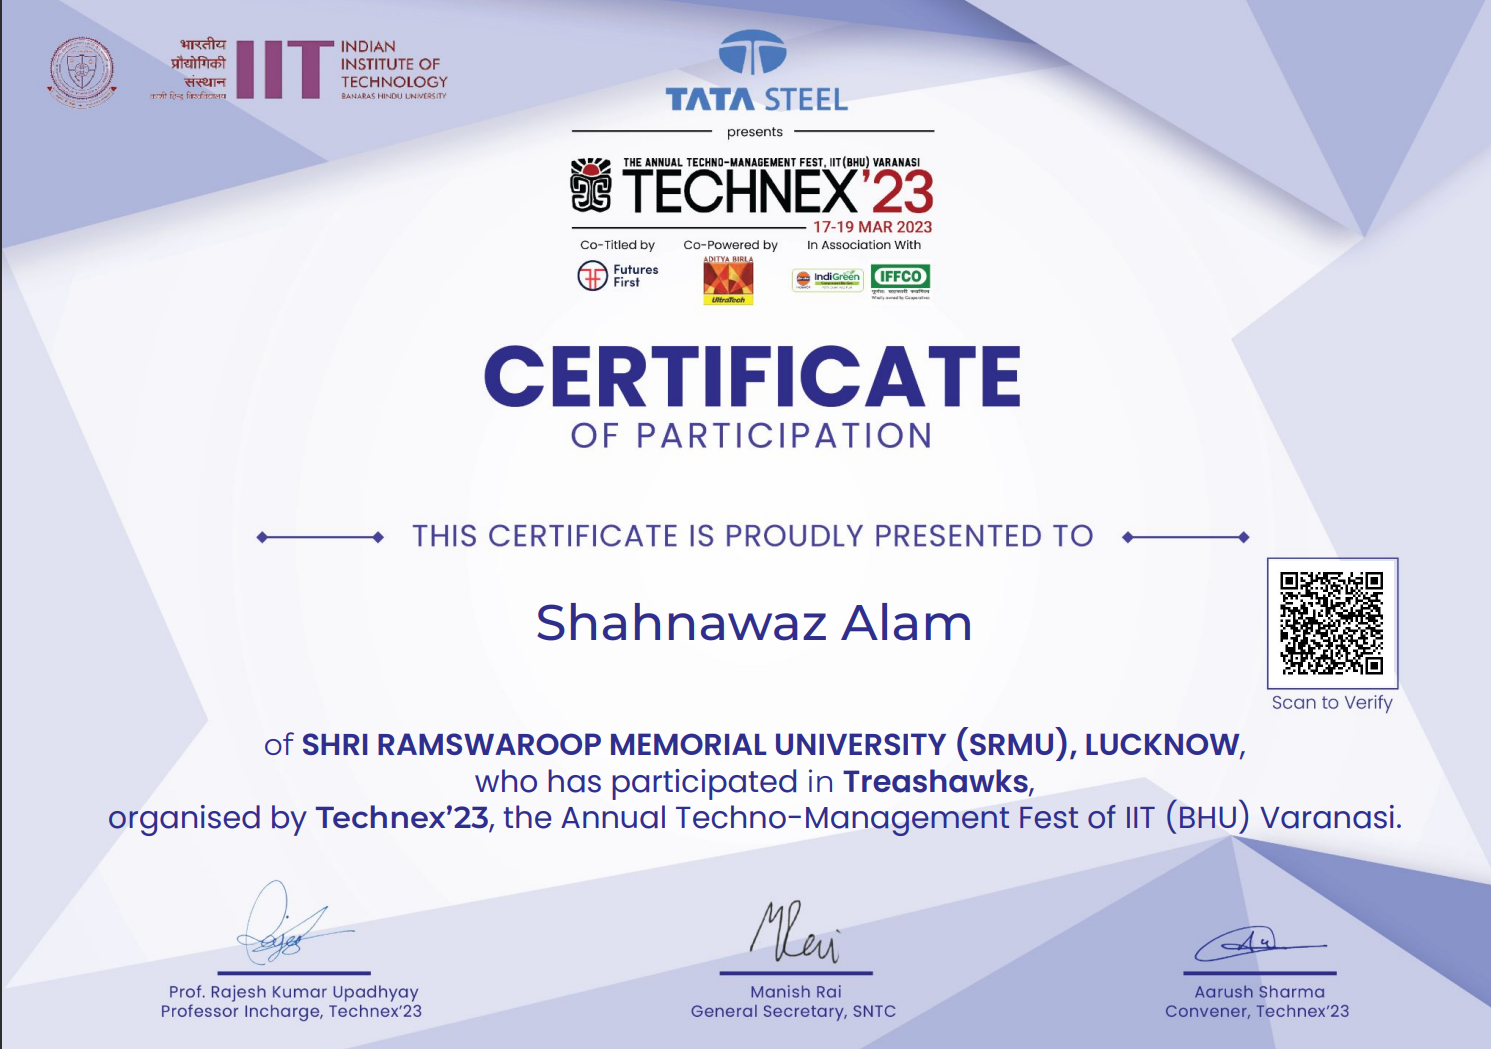 भारतीय
प्रौद्योगिकी
संस्थान
IIT
INDIAN
INSTITUTE OF
TECHNOLOGY
BANARAS HINDU UNIVERSITY
TATA STEEL
presents
THE ANNUAL TECHNO-MANAGEMENT FEST, IIT(BHU) VARANASI
TECHNEX'23
17-19 MAR 2023
Co-Titled by
Co-Powered by
In Association With
Futures
First
ADITYA BIRLA
UltraTech
IndiGreen
IFFCO
Wholly owned by Cooperatives
CERTIFICATE
OF PARTICIPATION
THIS CERTIFICATE IS PROUDLY PRESENTED TO
Shahnawaz Alam
Scan to Verify
of SHRI RAMSWAROOP MEMORIAL UNIVERSITY (SRMU), LUCKNOW,
who has participated in Treashawks,
organised by Technex'23, the Annual Techno-Management Fest of IIT (BHU) Varanasi.
Prof. Rajesh Kumar Upadhyay
Professor Incharge, Technex'23
Manish Rai
General Secretary, SNTC
Aarush Sharma
Convener, Technex'23